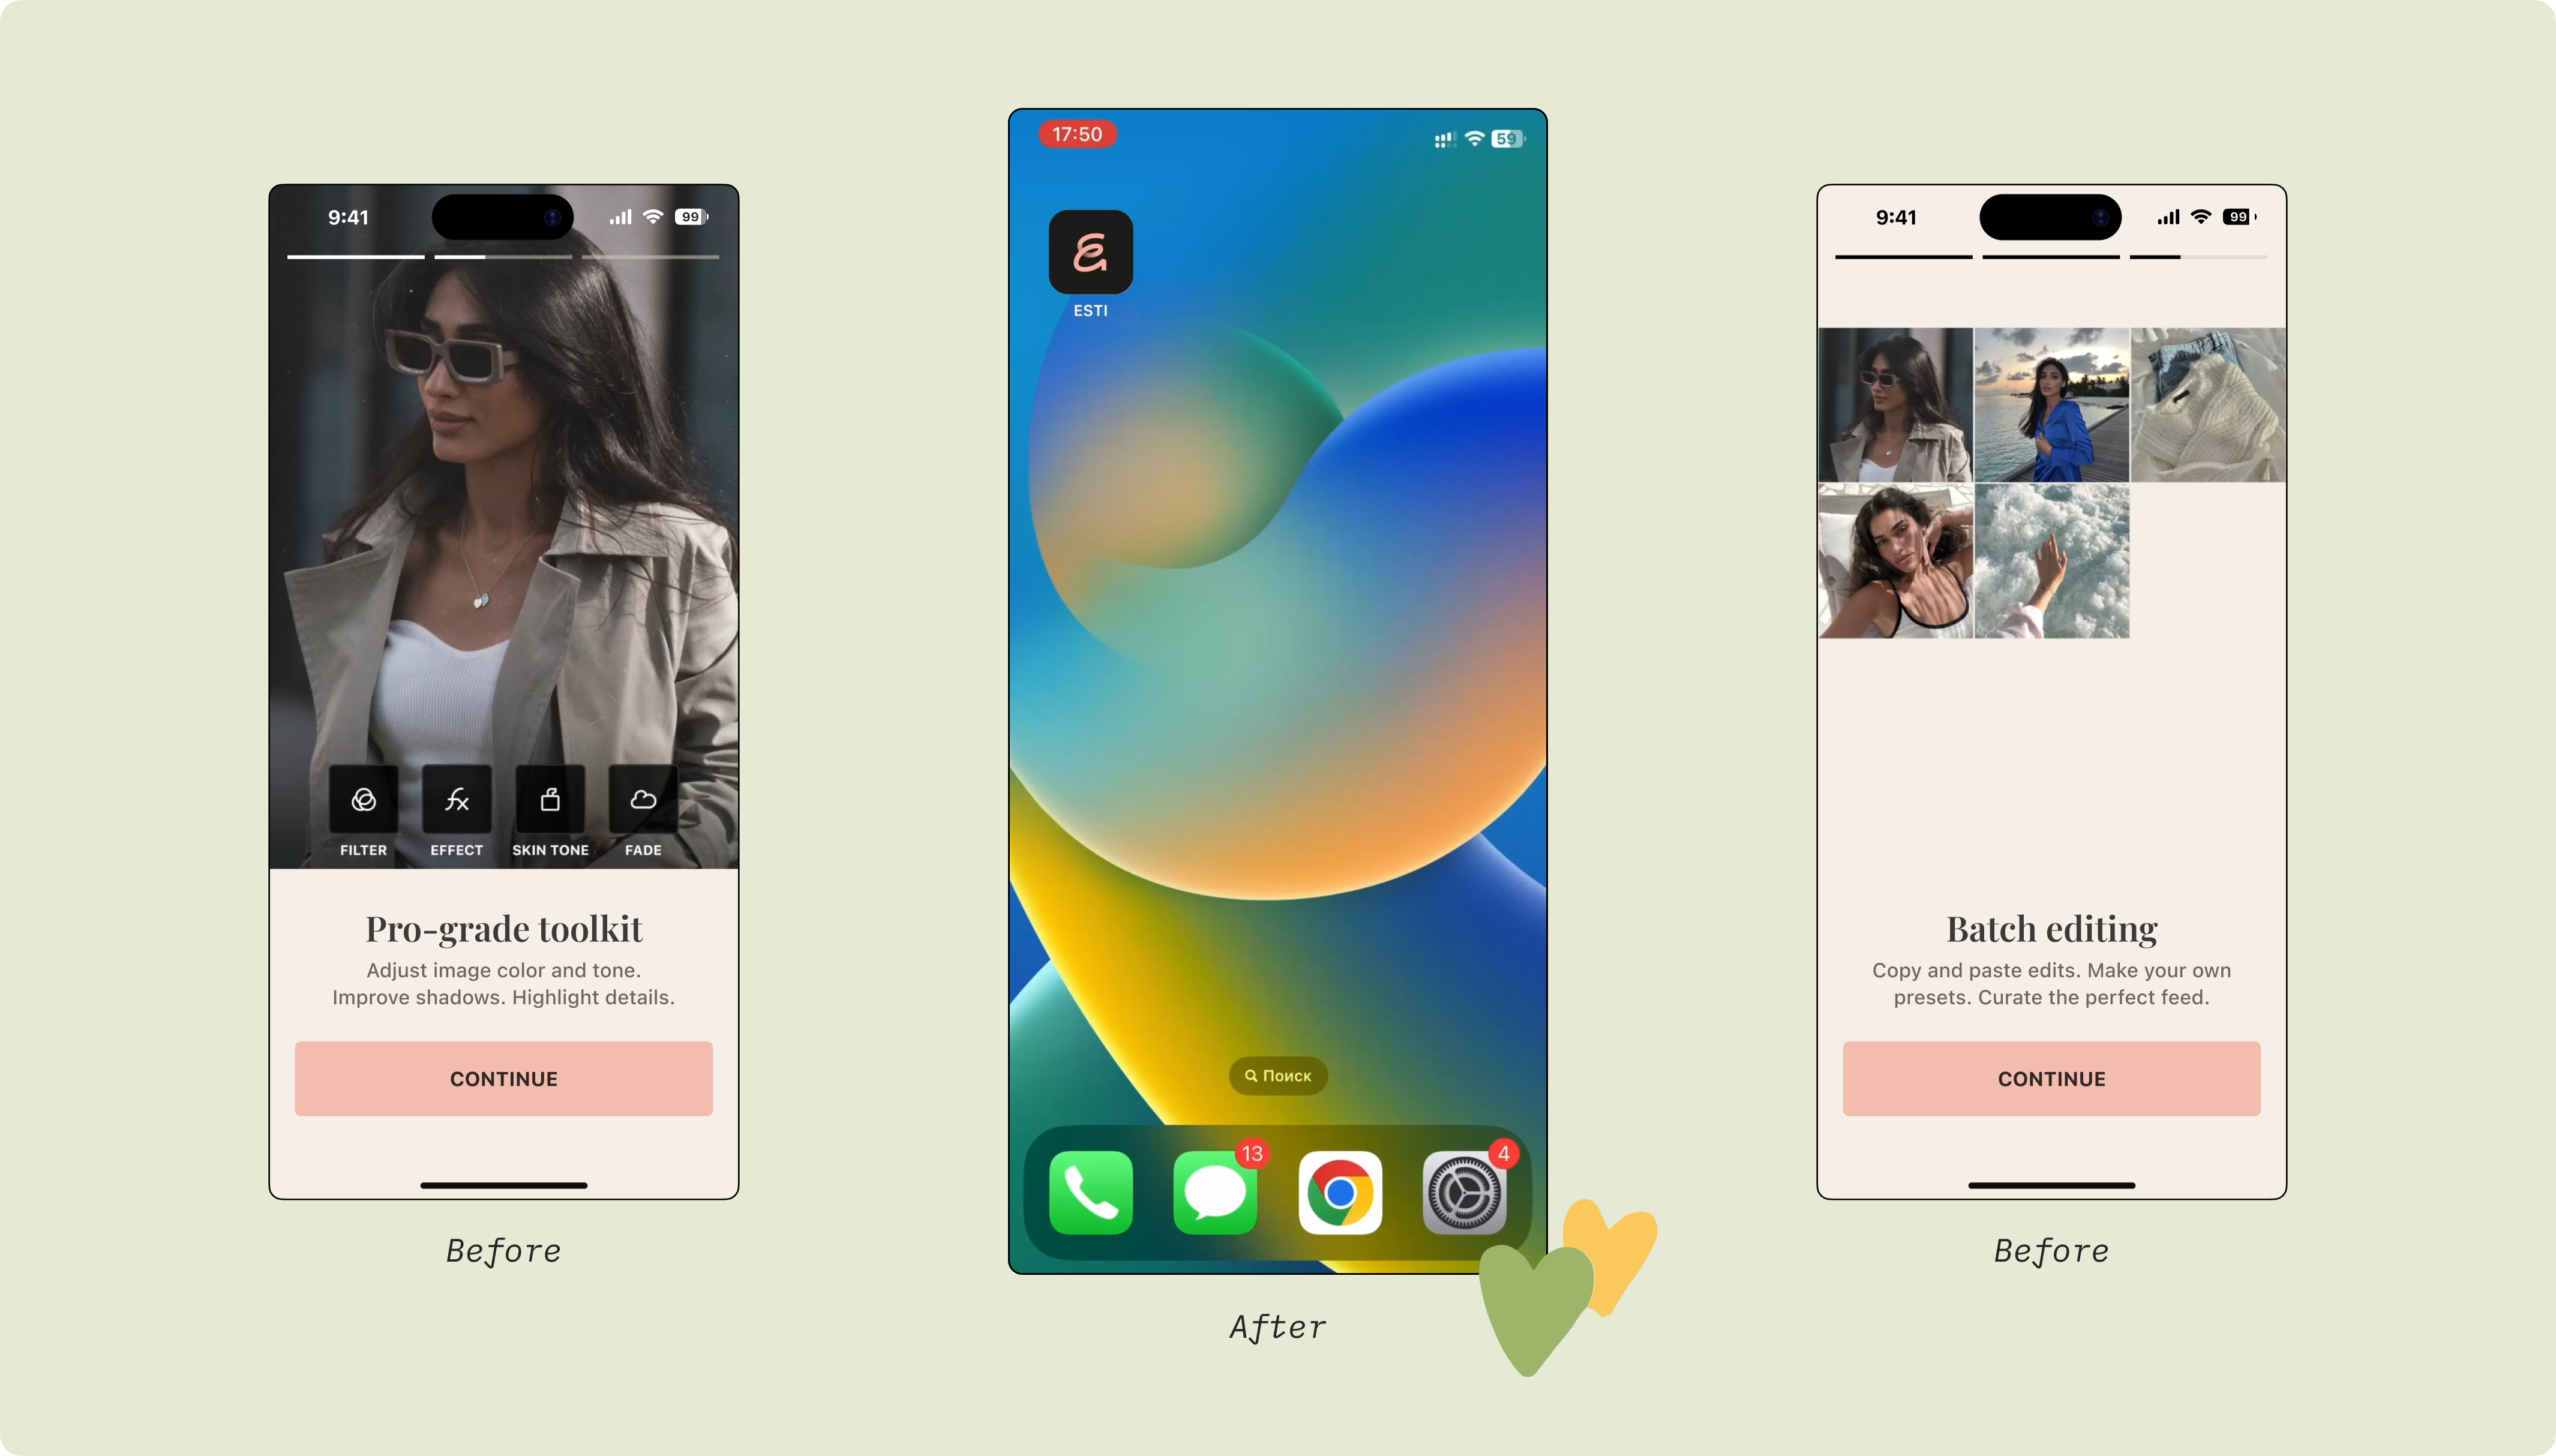 9:41
99
FILTER
EFFECT
SKIN TONE
FADE
Pro-grade toolkit
Adjust image color and tone.
Improve shadows. Highlight details.
CONTINUE
Before
17:50
59
ESTI
Поиск
13
4
After
9:41
99
Batch editing
Copy and paste edits. Make your own
presets. Curate the perfect feed.
CONTINUE
Before